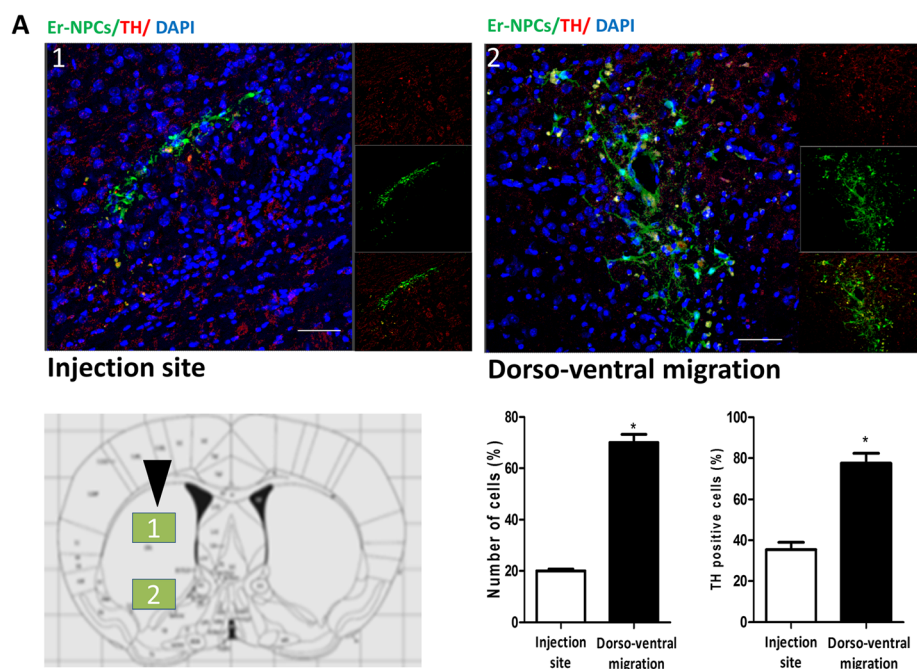 A
Er-NPCs/TH/ DAPI
1
Injection site
Er-NPCs/TH/ DAPI
2
Dorso-ventral migration
1
2
Number of cells (%)
80
60
40
20
0
*
Injection
site
Dorso-ventral
migration
TH positive cells (%)
100
80
60
40
20
0
*
Injection
site
Dorso-ventral
migration